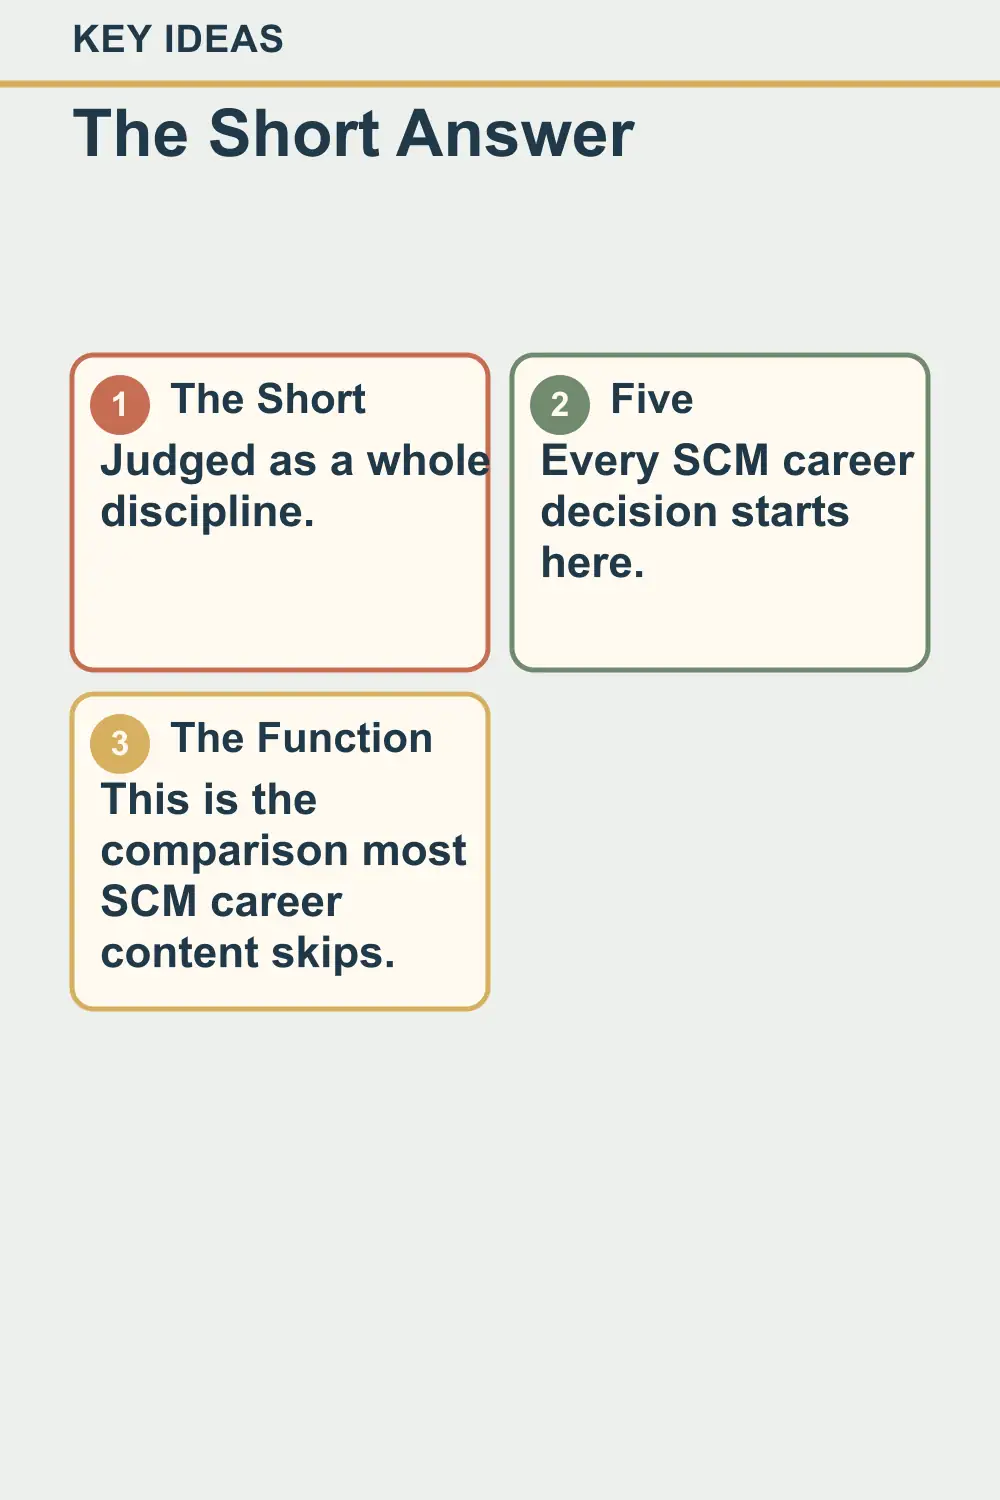 KEY IDEAS
The Short Answer
1 The Short
Judged as a whole
discipline.
2 Five
Every SCM career
decision starts
here.
3 The Function
This is the
comparison most
SCM career
content skips.